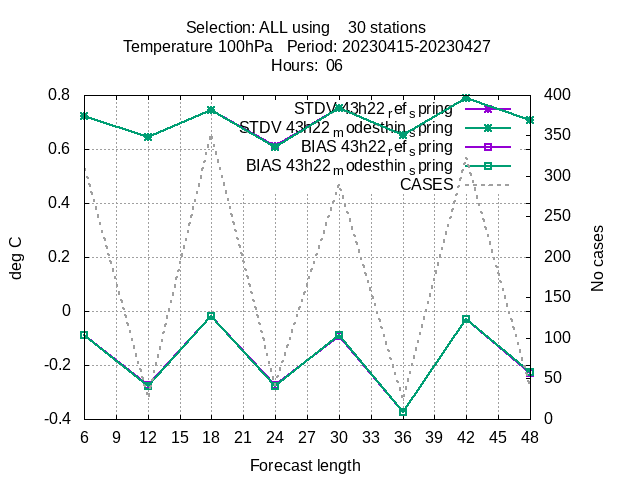 Selection: ALL using 30 stations
Temperature 100hPa Period: 20230415-20230427
Hours: 06
STDV 43h22_ref_spring
STDV 43h22_modesthin_spring
BIAS 43h22_ref_spring
BIAS 43h22_modesthin_spring
CASES
deg C
0.8
0.6
0.4
0.2
0
-0.2
-0.4
No cases
400
350
300
250
200
150
100
50
0
6 9 12 15 18 21 24 27 30 33 36 39 42 45 48
Forecast length